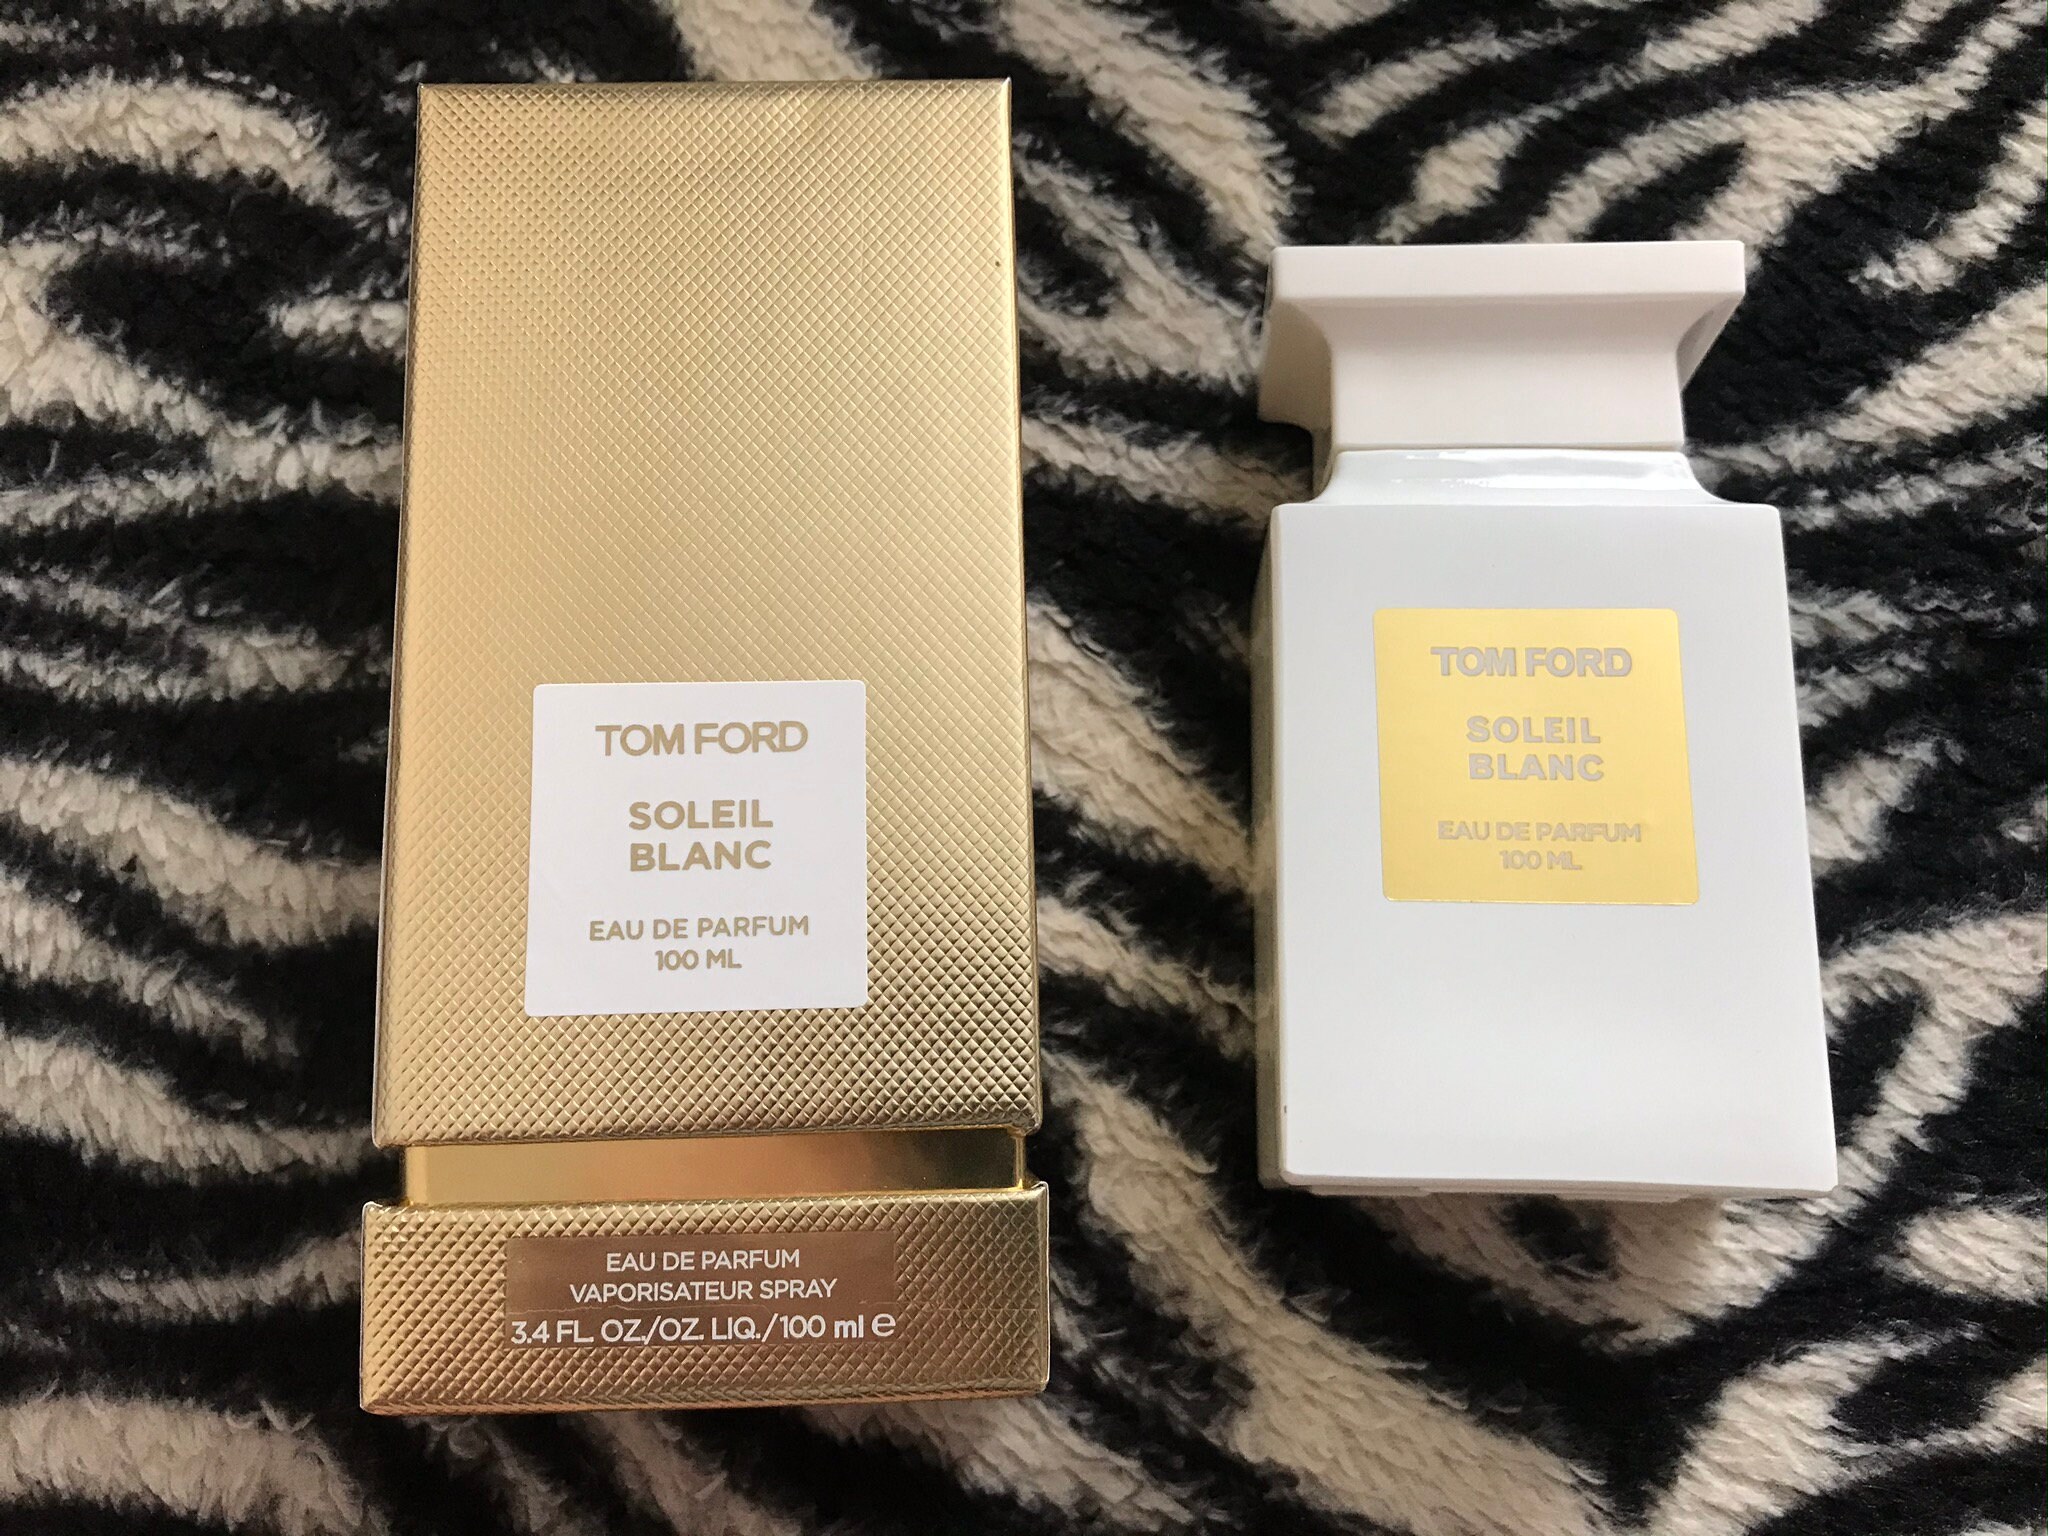 TOM FORD
SOLEIL
BLANC
EAU DE PARFUM
100 ML
EAU DE PARFUM
VAPORISATEUR SPRAY
3.4 FL. OZ./OZ. LIQ./100 ml e
TOM FORD
SOLEIL
BLANC
EAU DE PARFUM
100 ML